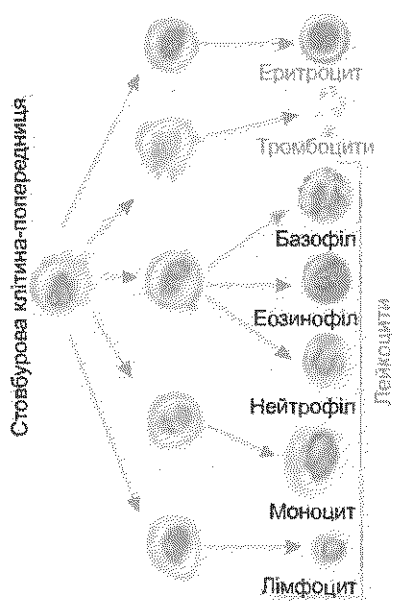 Стовбурова клітина-попередниця
Еритроцит
Тромбоцити
Базофіл
Еозинофіл
Нейтрофіл
Моноцит
Лімфоцит
Лейкоцити